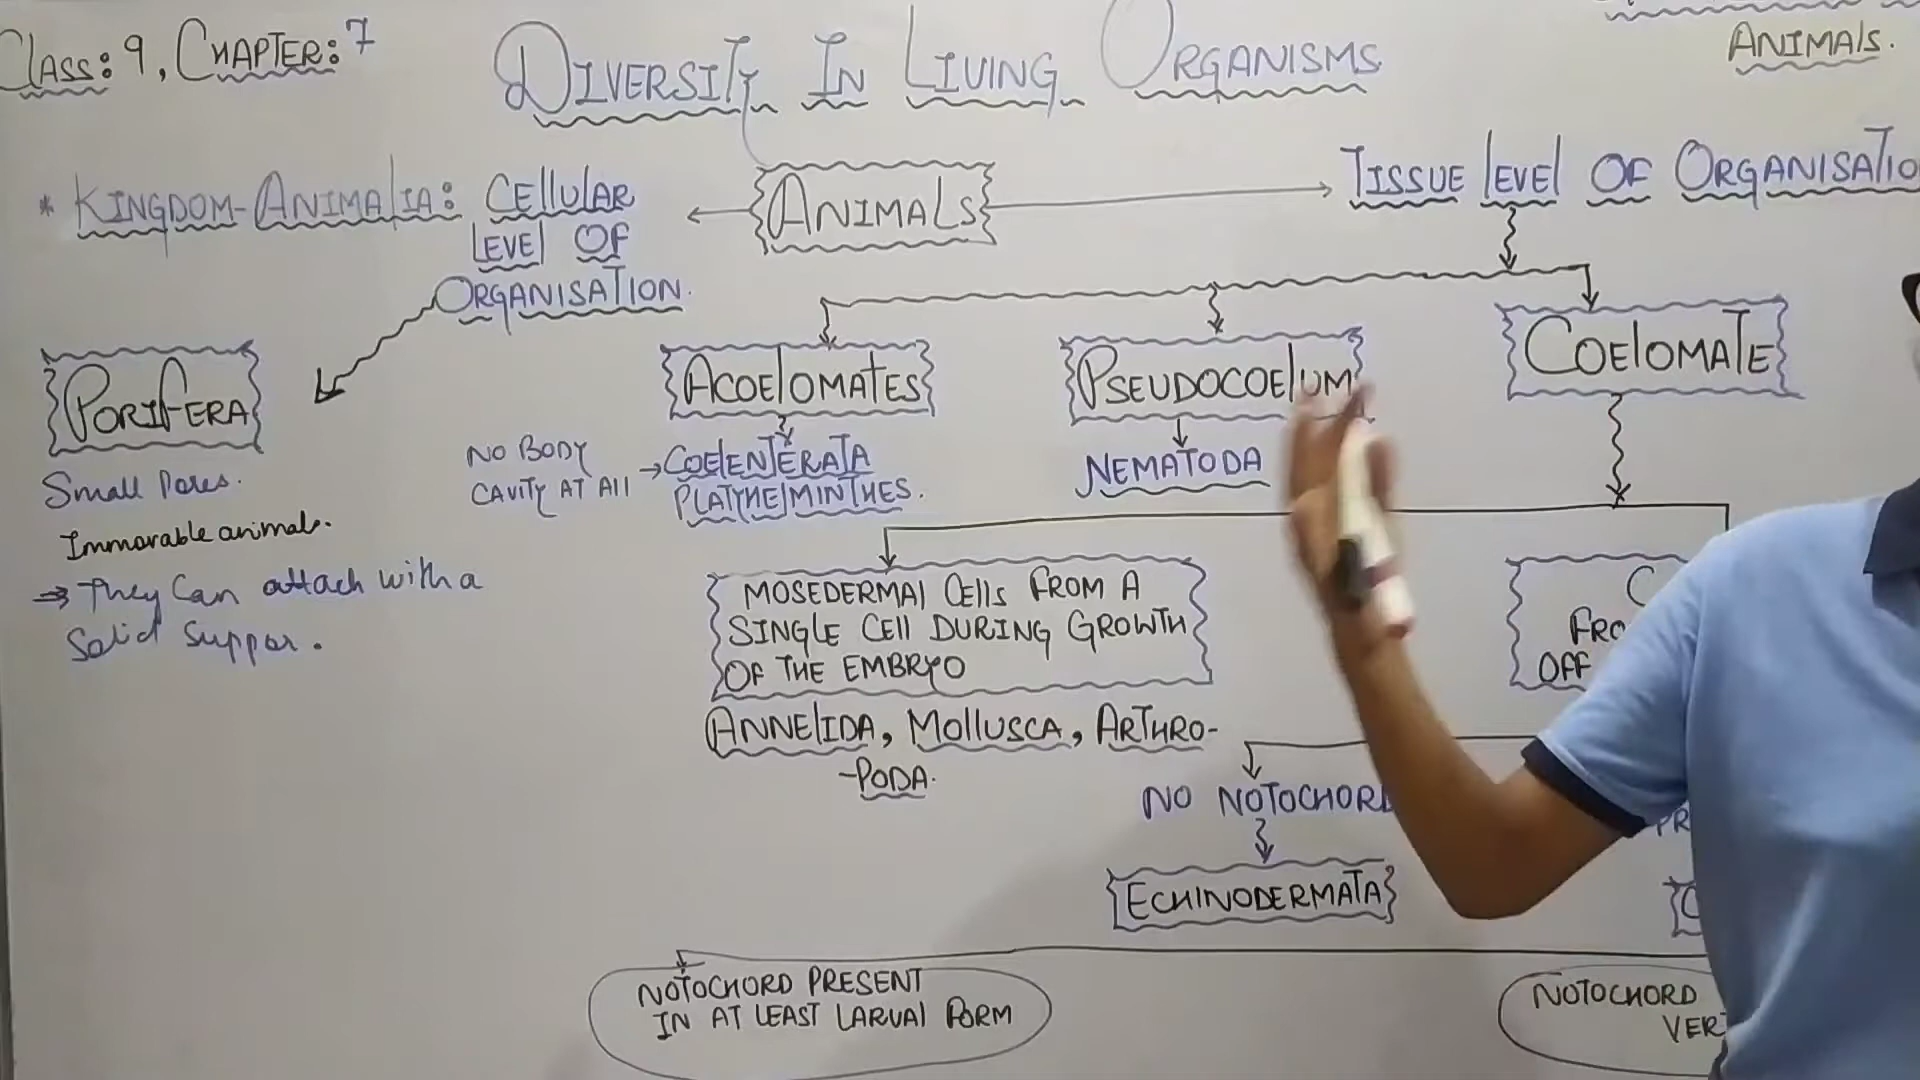 CLASS: 9, CHAPTER: 7
DIVERSITY IN LIVING ORGANISMS
ANIMALS.
* KINGDOM-ANIMALIA: CELLULAR
LEVEL OF
ORGANISATION.
ANIMALS
TISSUE LEVEL OF ORGANISATIO
PORIFERA
Small Pores.
Immovable animal.
→ They Can attach with a
Solid Suppor.
ACOELOMATES
PSEUDOCOELUM
COELOMATE
NO BODY
CAVITY AT All
→ COELENTERATA
PLATYHELMINTHES.
NEMATODA
MOSEDERMAL CELLS FROM A
SINGLE CELL DURING GROWTH
OF THE EMBRYO
ANNELIDA, MOLLUSCA, ARTHRO-
-PODA.
C
FRO
OFF
NO NOTOCHORD
PR
ECHINODERMATA
NOTOCHORD PRESENT
IN AT LEAST LARVAL FORM
NOTOCHORD
VER